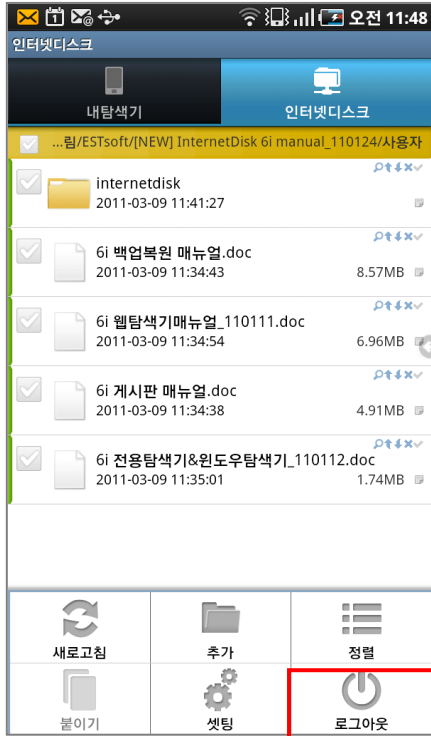 오전 11:48
인터넷디스크
내탐색기
인터넷디스크
...림/ESTsoft/[NEW] InternetDisk 6i manual_110124/사용자
internetdisk
2011-03-09 11:41:27
6i 백업복원 매뉴얼.doc
2011-03-09 11:34:43 8.57MB
6i 웹탐색기매뉴얼_110111.doc
2011-03-09 11:34:54 6.96MB
6i 게시판 매뉴얼.doc
2011-03-09 11:34:38 4.91MB
6i 전용탐색기&윈도우탐색기_110112.doc
2011-03-09 11:35:01 1.74MB
새로고침 추가 정렬
붙이기 셋팅 로그아웃